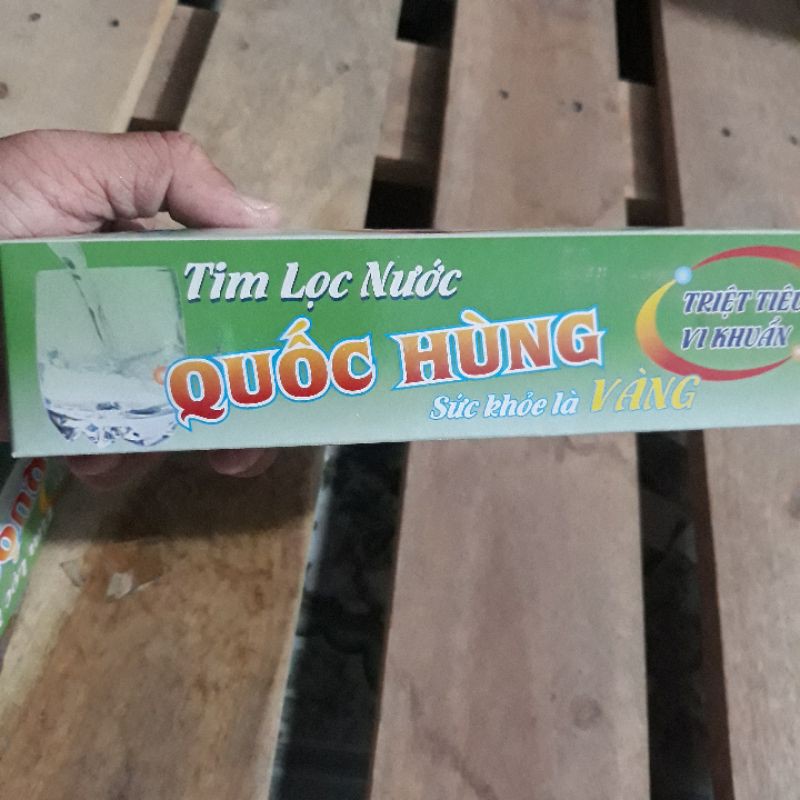 Tim Lọc Nước
QUỐC HÙNG
Sức khỏe là VÀNG
TRIỆT TIÊU
VI KHUẨN